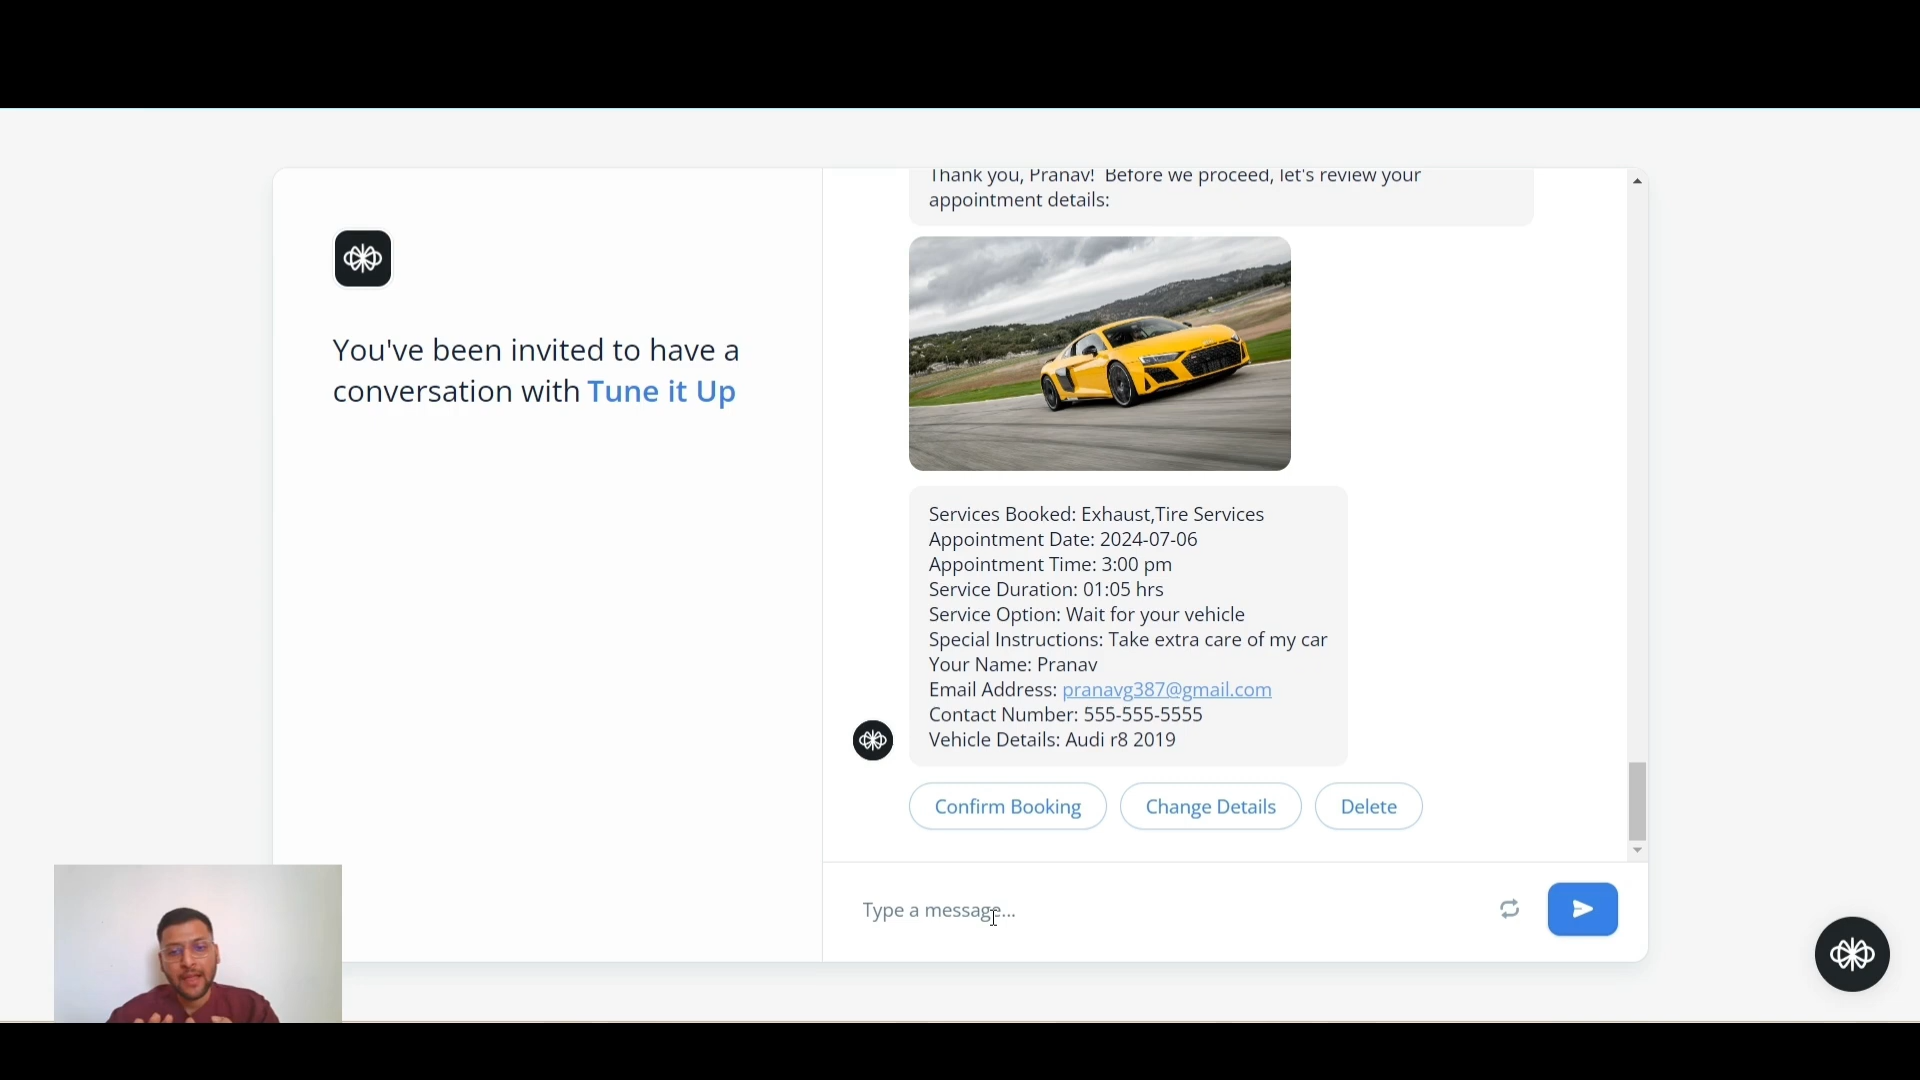 You've been invited to have a
conversation with Tune it Up
Thank you, Pranav!  Before we proceed, let's review your
appointment details:
Services Booked: Exhaust,Tire Services
Appointment Date: 2024-07-06
Appointment Time: 3:00 pm
Service Duration: 01:05 hrs
Service Option: Wait for your vehicle
Special Instructions: Take extra care of my car
Your Name: Pranav
Email Address: pranavg387@gmail.com
Contact Number: 555-555-5555
Vehicle Details: Audi r8 2019
Confirm Booking Change Details Delete
Type a message...